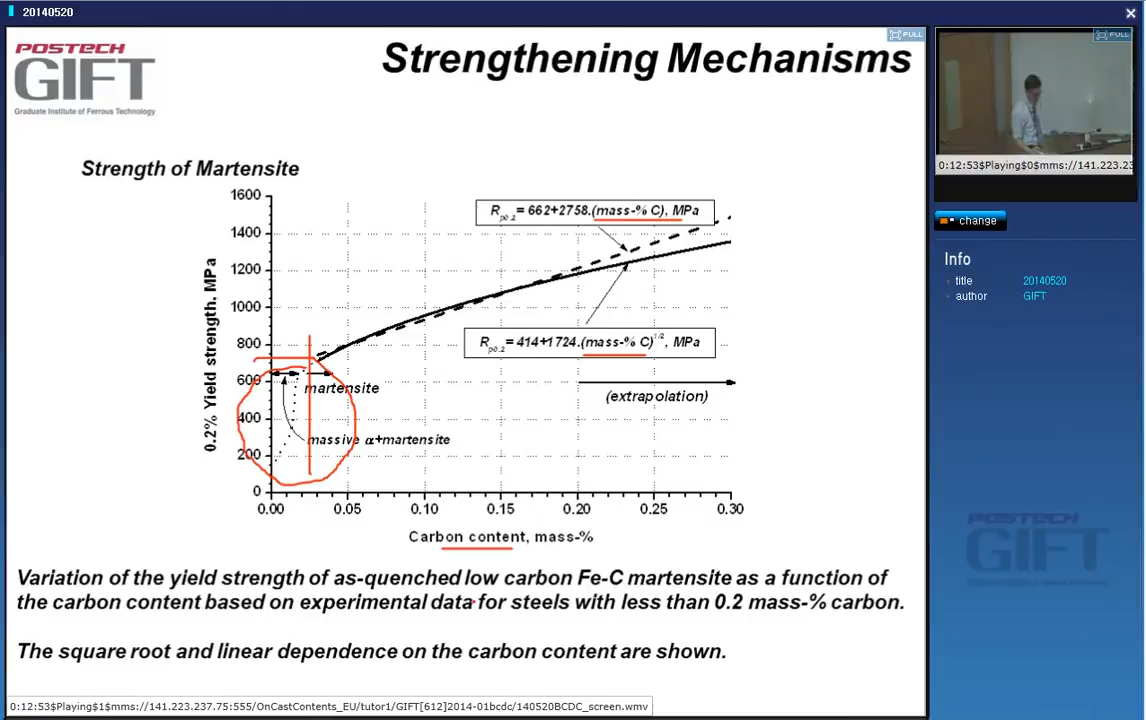 20140520
POSTECH
GIFT
Graduate Institute of Ferrous Technology
Strengthening Mechanisms
FULL
FULL
0:12:53$Playing$0$mms://141.223.23
change
Info
title 20140520
author GIFT
Strength of Martensite
0.2% Yield strength, MPa
1600
1400
1200
1000
800
600
400
200
0
Rp0.2 = 662+2758.(mass-% C), MPa
Rp0.2 = 414+1724.(mass-% C)^1/2, MPa
martensite
(extrapolation)
massive α+martensite
0.00 0.05 0.10 0.15 0.20 0.25 0.30
Carbon content, mass-%
POSTECH
GIFT
Variation of the yield strength of as-quenched low carbon Fe-C martensite as a function of
the carbon content based on experimental data for steels with less than 0.2 mass-% carbon.
The square root and linear dependence on the carbon content are shown.
0:12:53$Playing$1$mms://141.223.237.75:555/OnCastContents_EU/tutor1/GIFT[612]2014-01bcdc/140520BCDC_screen.wmv